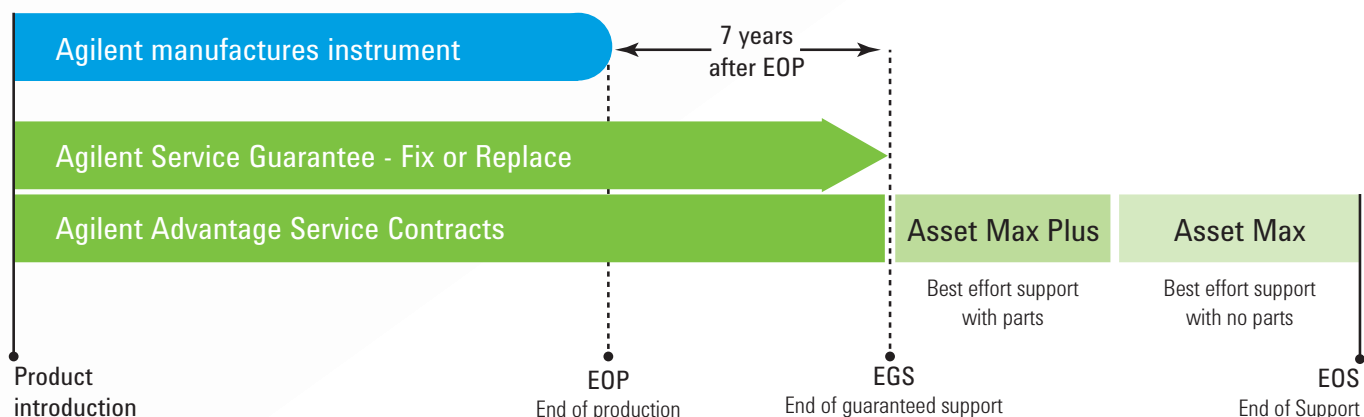 Agilent manufactures instrument
7 years
after EOP
Agilent Service Guarantee - Fix or Replace
Agilent Advantage Service Contracts
Asset Max Plus
Asset Max
Best effort support
with parts
Best effort support
with no parts
Product
introduction
EOP
End of production
EGS
End of guaranteed support
EOS
End of Support